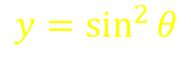 y = sin² θ